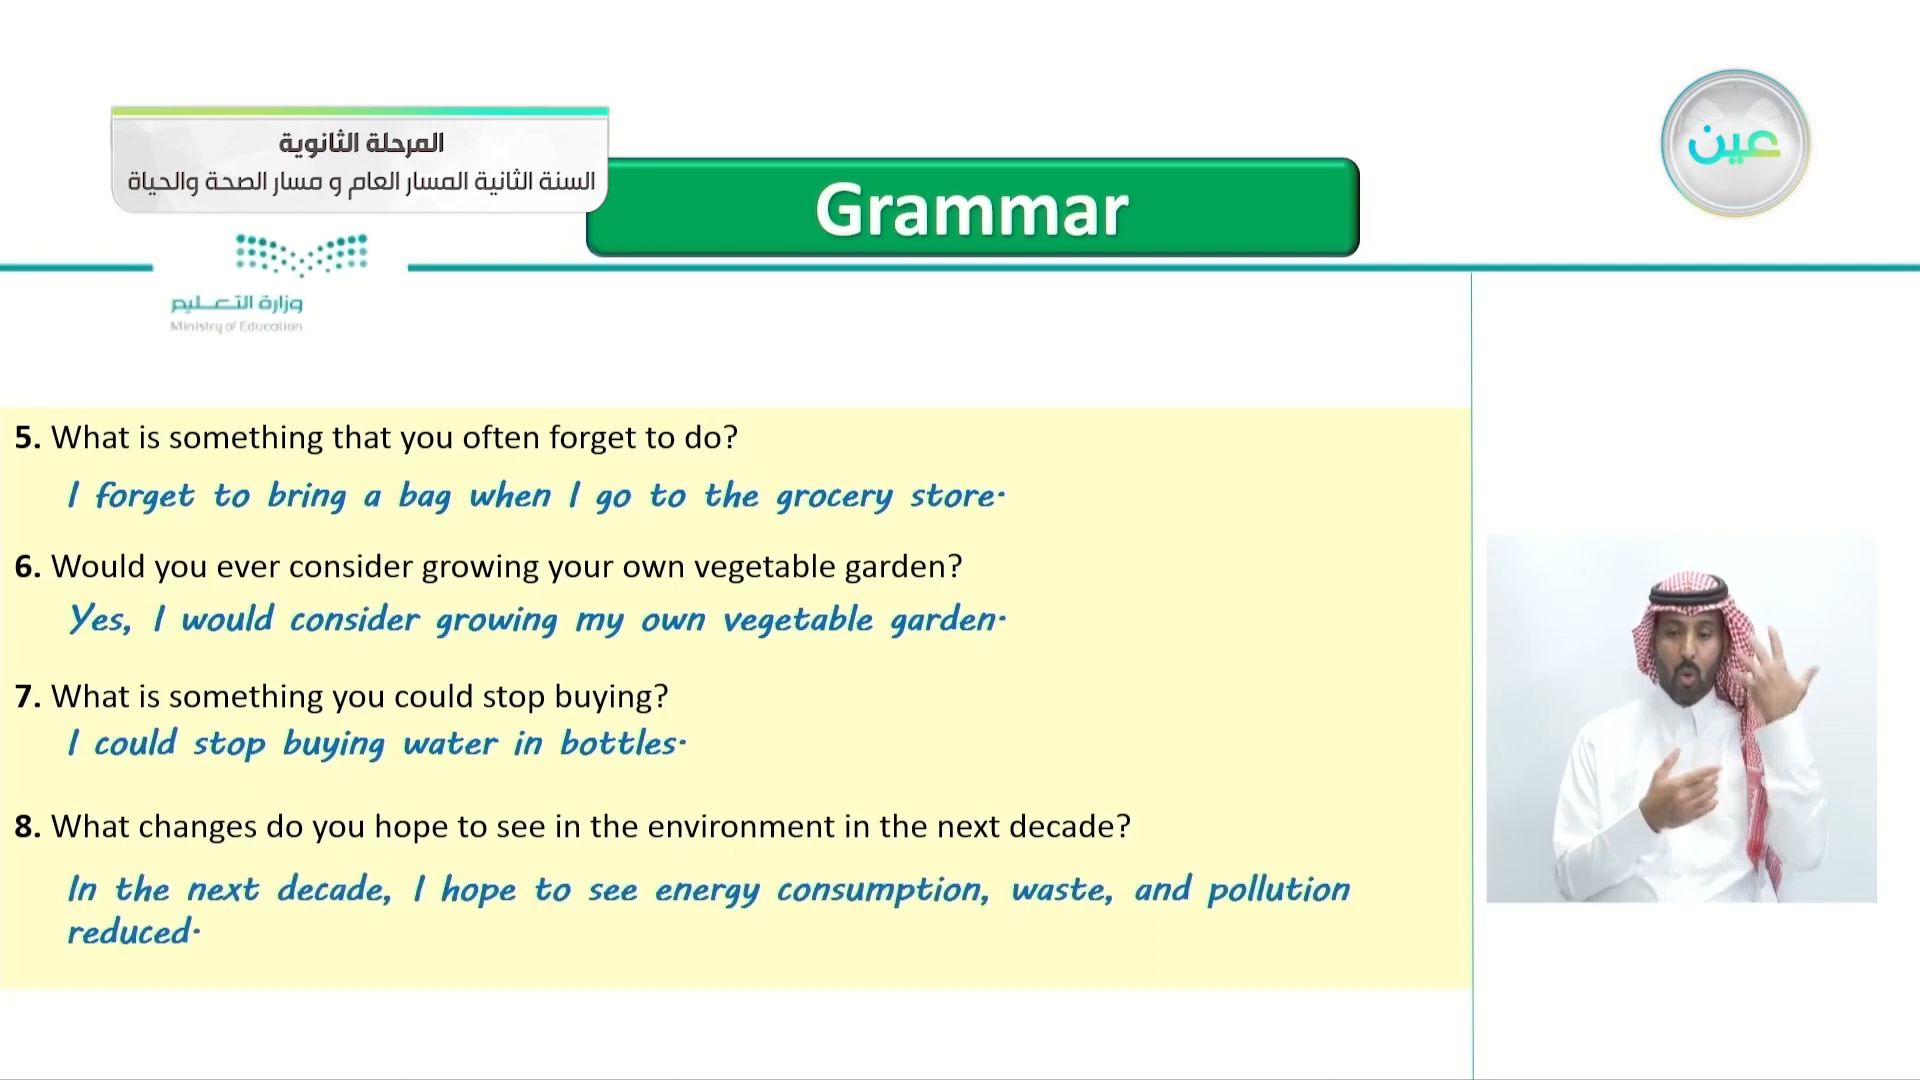 المرحلة الثانوية
السنة الثانية المسار العام و مسار الصحة والحياة
عين
Grammar
وزارة التعليم
Ministry of Education
5. What is something that you often forget to do?
I forget to bring a bag when I go to the grocery store.
6. Would you ever consider growing your own vegetable garden?
Yes, I would consider growing my own vegetable garden.
7. What is something you could stop buying?
I could stop buying water in bottles.
8. What changes do you hope to see in the environment in the next decade?
In the next decade, I hope to see energy consumption, waste, and pollution
reduced.